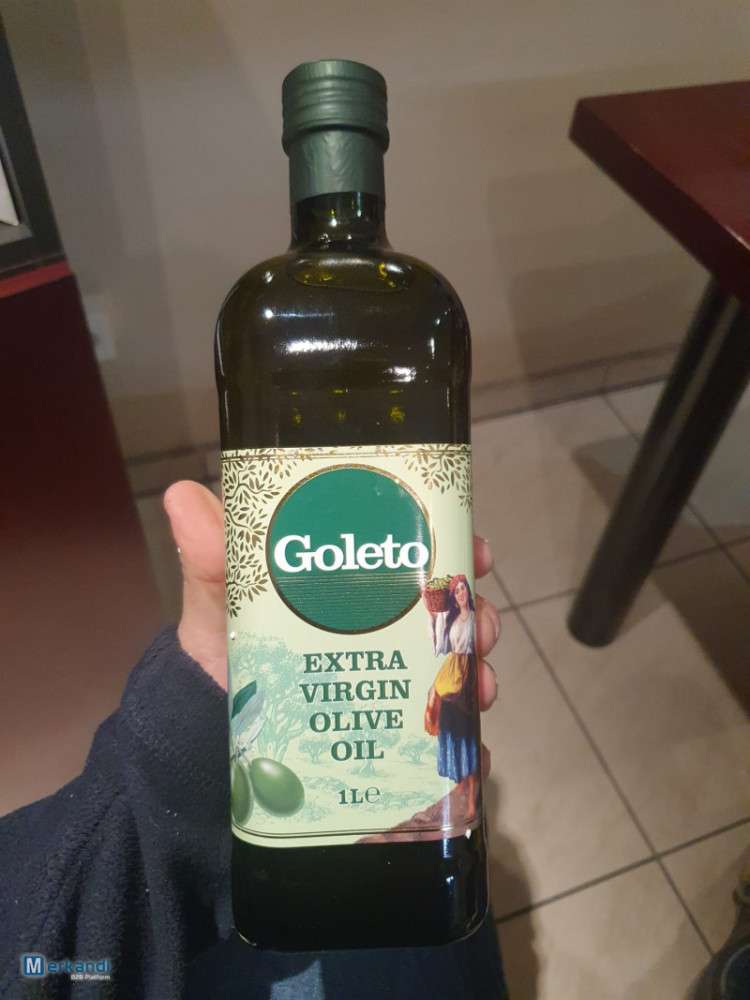 Goleto
EXTRA
VIRGIN
OLIVE
OIL
1L℮
Merkandi
B2B Platform